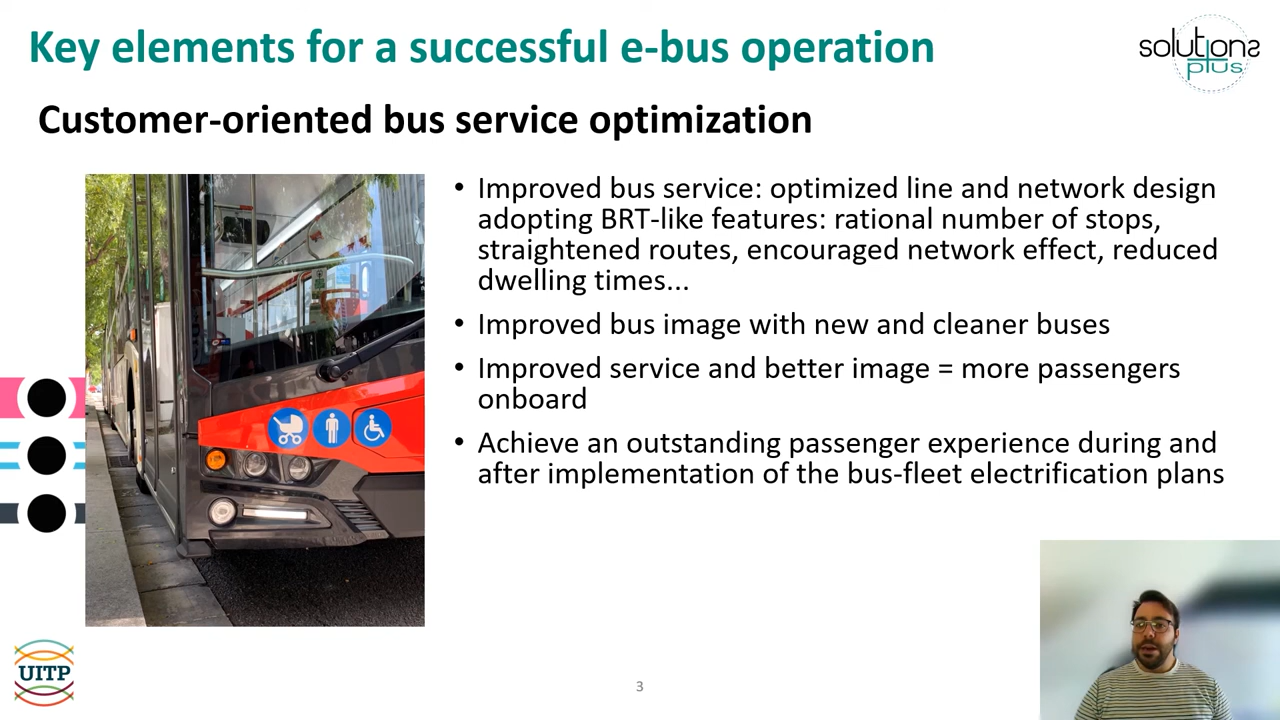 Key elements for a successful e-bus operation
solutions
plus
Customer-oriented bus service optimization
• Improved bus service: optimized line and network design
adopting BRT-like features: rational number of stops,
straightened routes, encouraged network effect, reduced
dwelling times...
• Improved bus image with new and cleaner buses
• Improved service and better image = more passengers
onboard
• Achieve an outstanding passenger experience during and
after implementation of the bus-fleet electrification plans
UITP
3